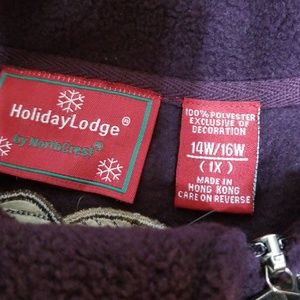 HolidayLodge®
by NorthCrest®
100% POLYESTER
EXCLUSIVE OF
DECORATION
14W/16W
(1X)
MADE IN
HONG KONG
CARE ON REVERSE